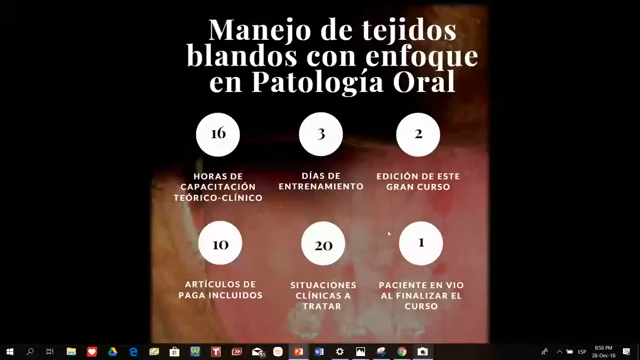 Manejo de tejidos
blandos con enfoque
en Patología Oral
16
3
2
HORAS DE
CAPACITACIÓN
TEÓRICO-CLÍNICO
DÍAS DE
ENTRENAMIENTO
EDICIÓN DE ESTE
GRAN CURSO
10
20
1
ARTÍCULOS DE
PAGA INCLUIDOS
SITUACIONES
CLÍNICAS A
TRATAR
PACIENTE EN VIO
AL FINALIZAR EL
CURSO
ESP
8:56 PM
28-Dec-18